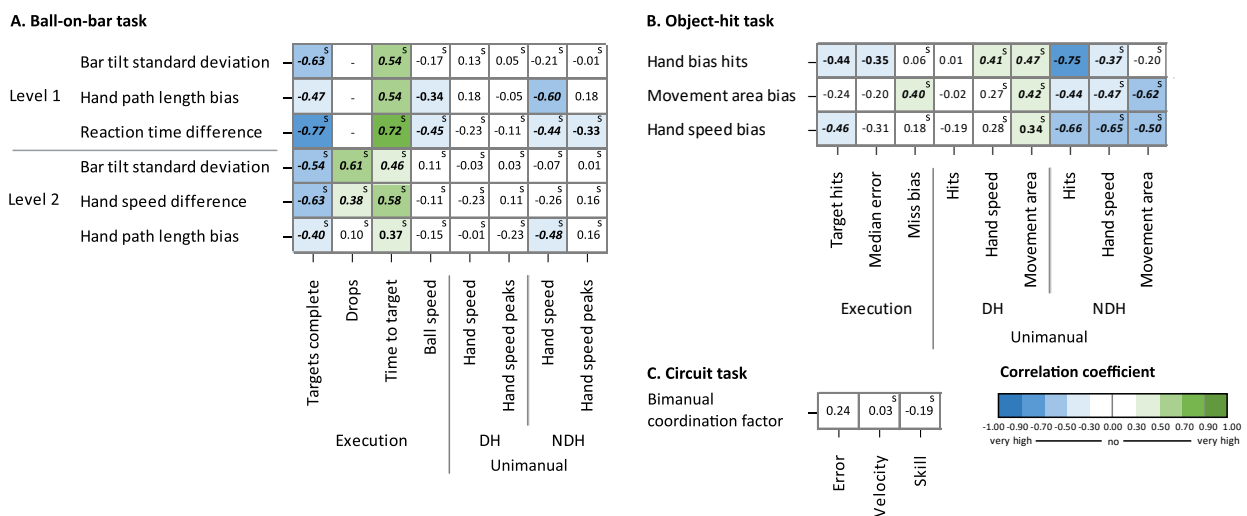 A. Ball-on-bar task
Level 1
Bar tilt standard deviation -0.63 S - 0.54 S -0.17 S 0.13 S 0.05 S -0.21 -0.01 S
Hand path length bias -0.47 - 0.54 S -0.34 0.18 -0.05 S -0.60 0.18 S
Reaction time difference -0.77 S - 0.72 S -0.45 S -0.23 S -0.11 S -0.44 S -0.33 S
Level 2
Bar tilt standard deviation -0.54 S 0.61 S 0.46 S 0.11 S -0.03 S 0.03 S -0.07 S 0.01 S
Hand speed difference -0.63 S 0.38 S 0.58 S -0.11 S -0.23 S 0.11 S -0.26 S 0.16 S
Hand path length bias -0.40 S 0.10 S 0.37 S -0.15 S -0.01 S -0.23 S -0.48 S 0.16 S
Targets complete
Drops
Time to target
Ball speed
Hand speed
Hand speed peaks
Hand speed
Hand speed peaks
Execution
DH
NDH
Unimanual
B. Object-hit task
Hand bias hits -0.44 -0.35 0.06 S 0.01 0.41 S 0.47 S -0.75 -0.37 S -0.20
Movement area bias -0.24 -0.20 0.40 S -0.02 0.27 S 0.42 S -0.44 -0.47 S -0.62 S
Hand speed bias -0.46 -0.31 0.18 S -0.19 0.28 S 0.34 S -0.66 -0.65 S -0.50 S
Target hits
Median error
Miss bias
Hits
Hand speed
Movement area
Hits
Hand speed
Movement area
Execution
DH
NDH
Unimanual
C. Circuit task
Bimanual
coordination factor 0.24 0.03 S -0.19 S
Error
Velocity
Skill
Correlation coefficient
-1.00 -0.90 -0.70 -0.50 -0.30 0.00 0.30 0.50 0.70 0.90 1.00
very high no very high